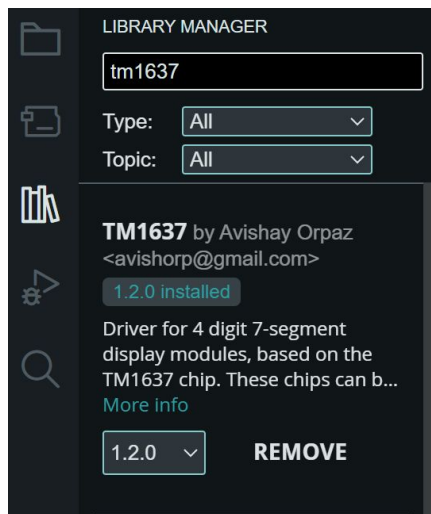 LIBRARY MANAGER
tm1637
Type: All
Topic: All
TM1637 by Avishay Orpaz
<avishorp@gmail.com>
1.2.0 installed
Driver for 4 digit 7-segment
display modules, based on the
TM1637 chip. These chips can b...
More info
1.2.0 REMOVE